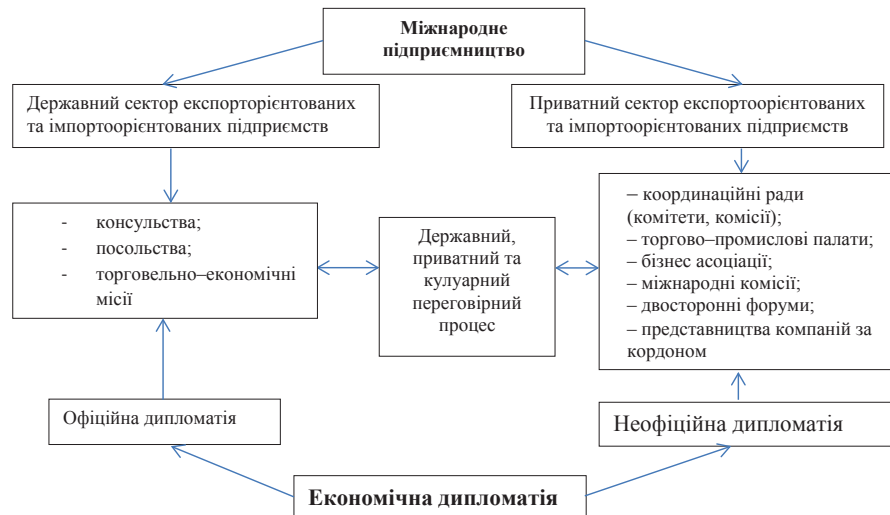 Міжнародне
підприємництво
Державний сектор експорорієнтованих
та імпортоорієнтованих підприємств
Приватний сектор експортоорієнтованих
та імпортоорієнтованих підприємств
- консульства;
- посольства;
- торговельно–економічні
місії
Державний,
приватний та
кулуарний
переговірний
процес
– координаційні ради
(комітети, комісії);
– торгово–промислові палати;
– бізнес асоціації;
– міжнародні комісії;
– двосторонні форуми;
– представництва компаній за
кордоном
Офіційна дипломатія
Неофіційна дипломатія
Економічна дипломатія